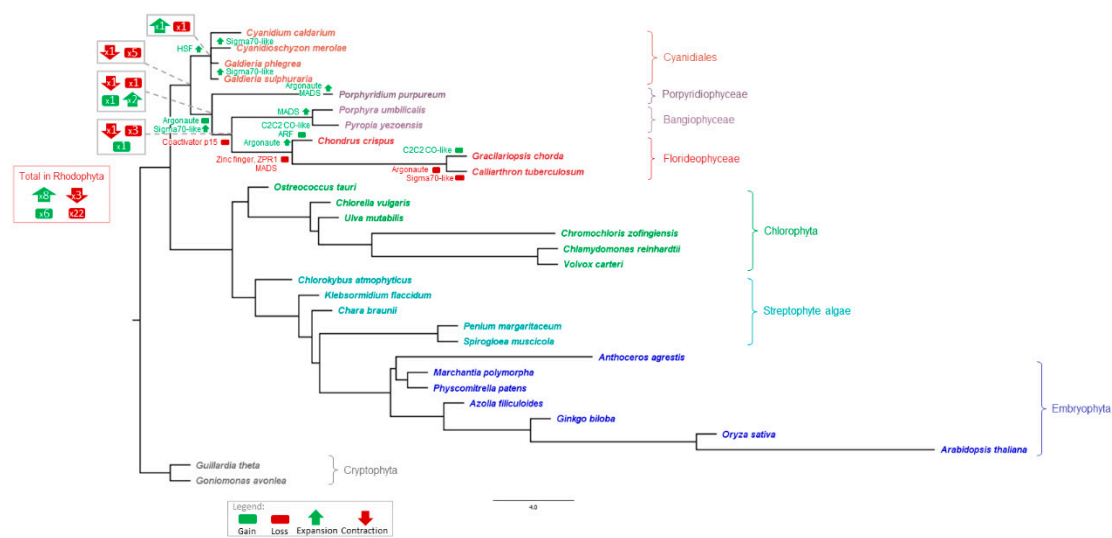 x1 x1
Cyanidium caldarium
Sigma70-like
HSF
Cyanidioschyzon merolae
x1 x5
Galdieria phlegrea
Cyanidiales
Sigma70-like
Galdieria sulphuraria
x1 x1
x1 x2
Argonaute
MADS
Porphyridium purpureum
Porpyridiophyceae
MADS
Porphyra umbilicalis
Bangiophyceae
Argonaute
Sigma70-like
C2C2 CO-like
Pyropia yezoensis
ARF
x1 x3
x1
Coactivator p15
Argonaute
Chondrus crispus
C2C2 CO-like
Zinc finger, ZPR1
MADS
Gracilariopsis chorda
Florideophyceae
Argonaute
Sigma70-like
Calliarthron tuberculosum
Total in Rhodophyta
x8 x3
x6 x22
Ostreococcus tauri
Chlorella vulgaris
Ulva mutabilis
Chlorophyta
Chromochloris zofingiensis
Chlamydomonas reinhardtii
Volvox carteri
Chlorokybus atmophyticus
Klebsormidium flaccidum
Streptophyte algae
Chara braunii
Penium margaritaceum
Spirogloea muscicola
Anthoceros agrestis
Marchantia polymorpha
Physcomitrella patens
Azolla filiculoides
Embryophyta
Ginkgo biloba
Oryza sativa
Arabidopsis thaliana
Guillardia theta
Cryptophyta
Goniomonas avonlea
-4.0
Legend:
Gain Loss Expansion Contraction